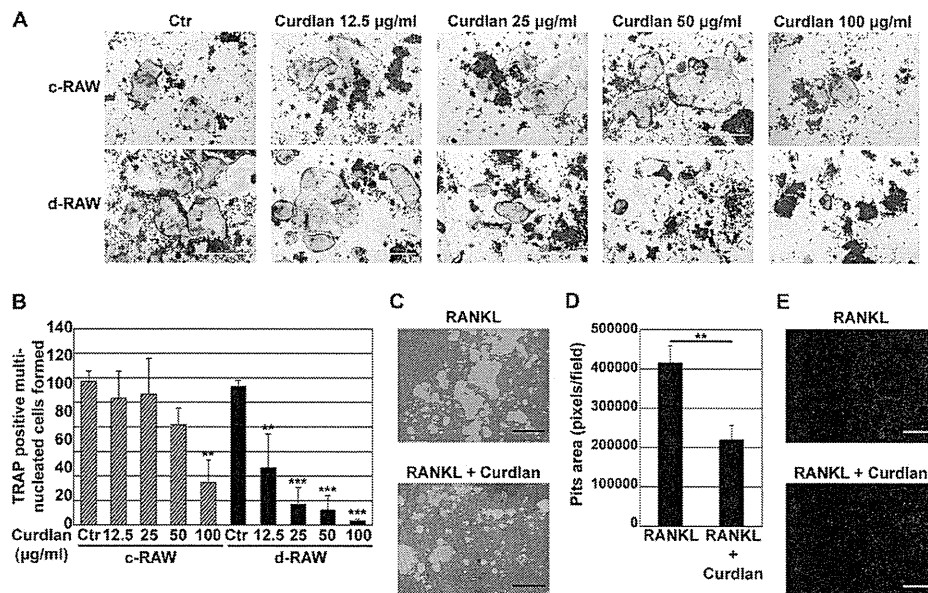 A
Ctr
Curdlan 12.5 µg/ml
Curdlan 25 µg/ml
Curdlan 50 µg/ml
Curdlan 100 µg/ml
c-RAW
d-RAW
B
TRAP positive multi-
nucleated cells formed
140
120
100
80
60
40
20
0
**
**
***
***
***
Curdlan
(µg/ml)
Ctr 12.5 25 50 100
Ctr 12.5 25 50 100
c-RAW
d-RAW
C
RANKL
RANKL + Curdlan
D
Pits area (pixels/field)
500000
400000
300000
200000
100000
0
**
RANKL
RANKL
+
Curdlan
E
RANKL
RANKL + Curdlan